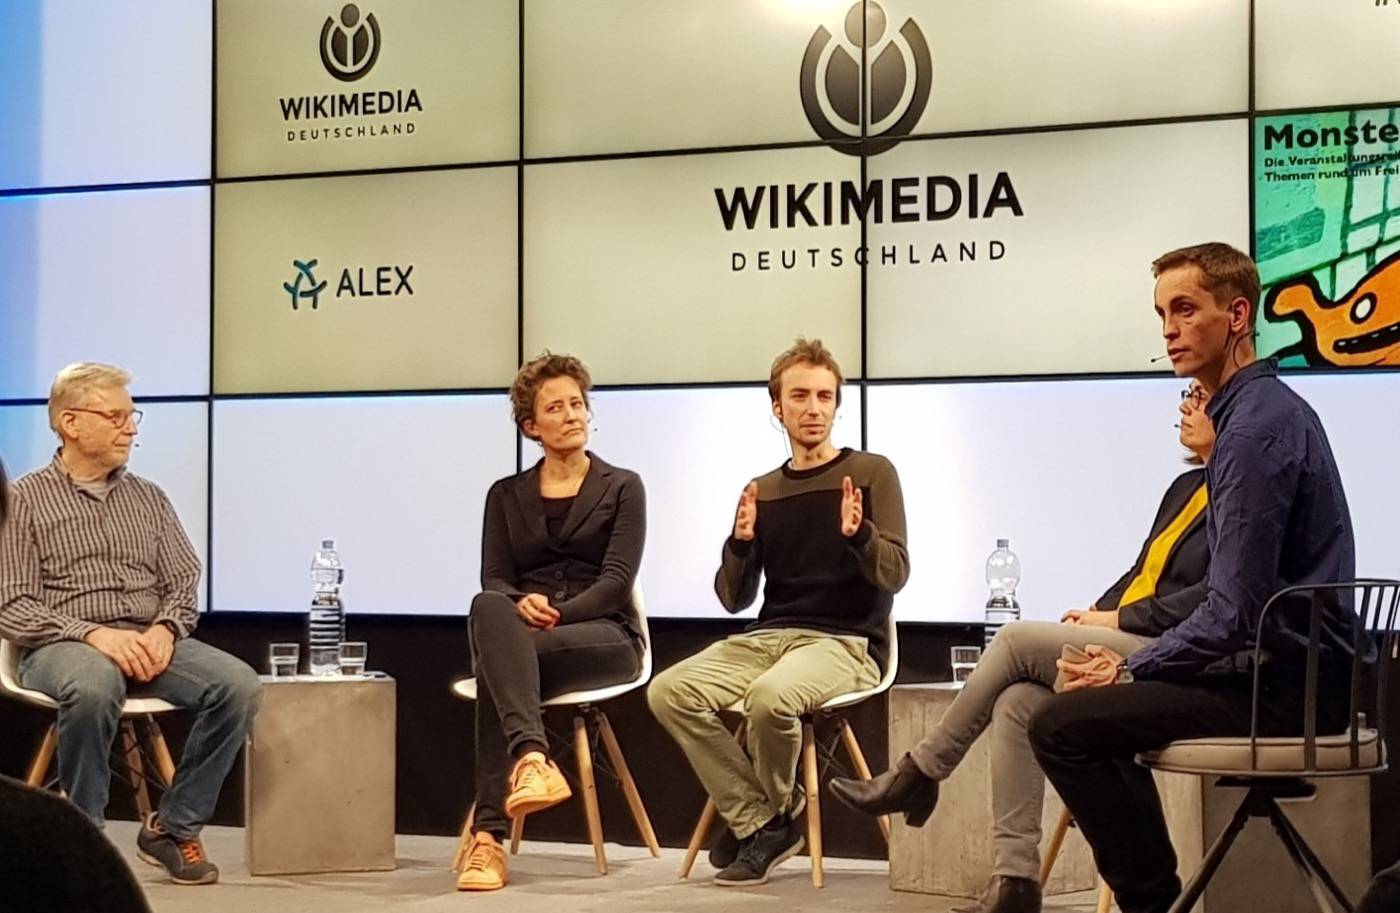 WIKIMEDIA
DEUTSCHLAND
ALEX
WIKIMEDIA
DEUTSCHLAND
Monste
Die Veranstaltungsrei
Themen rund um Frei